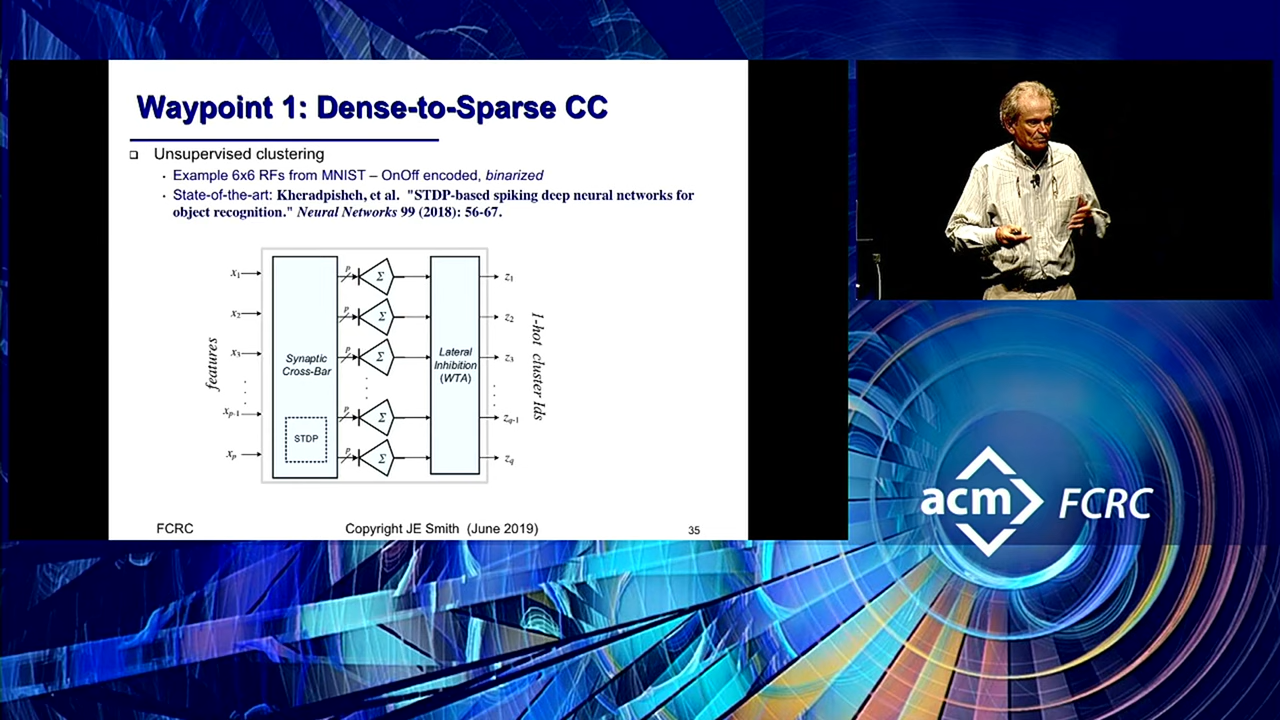 Waypoint 1: Dense-to-Sparse CC
Unsupervised clustering
Example 6x6 RFs from MNIST – OnOff encoded, binarized
State-of-the-art: Kheradpisheh, et al. "STDP-based spiking deep neural networks for
object recognition." Neural Networks 99 (2018): 56-67.
features
x1
x2
x3
xp-1
xp
Synaptic
Cross-Bar
STDP
p Σ
p Σ
p Σ
p Σ
p Σ
Lateral
Inhibition
(WTA)
z1
z2
z3
zq-1
zq
1-hot cluster Ids
FCRC Copyright JE Smith (June 2019) 35
acm FCRC